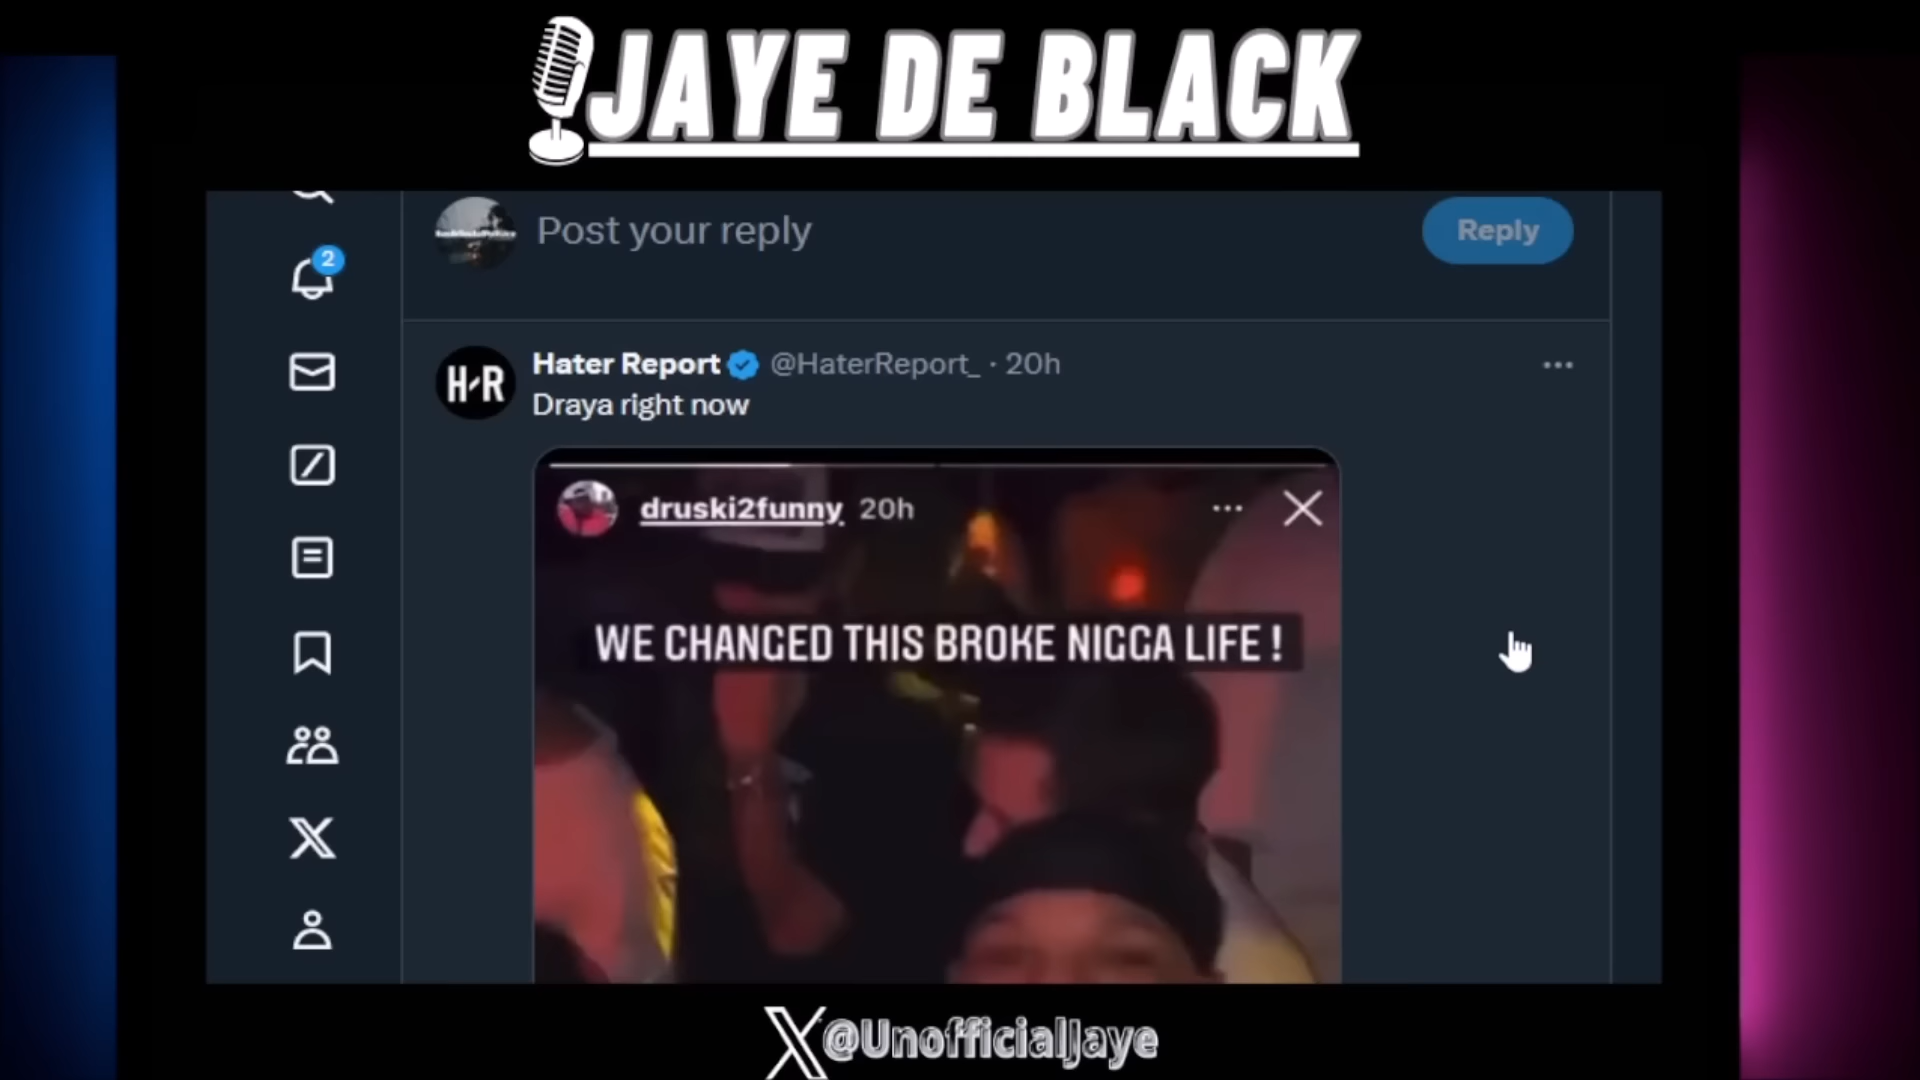 JAYE DE BLACK
Post your reply
Reply
2
Hater Report @HaterReport_ · 20h
H-R
Draya right now
druski2funny 20h
WE CHANGED THIS BROKE NIGGA LIFE !
X@UnofficialJaye